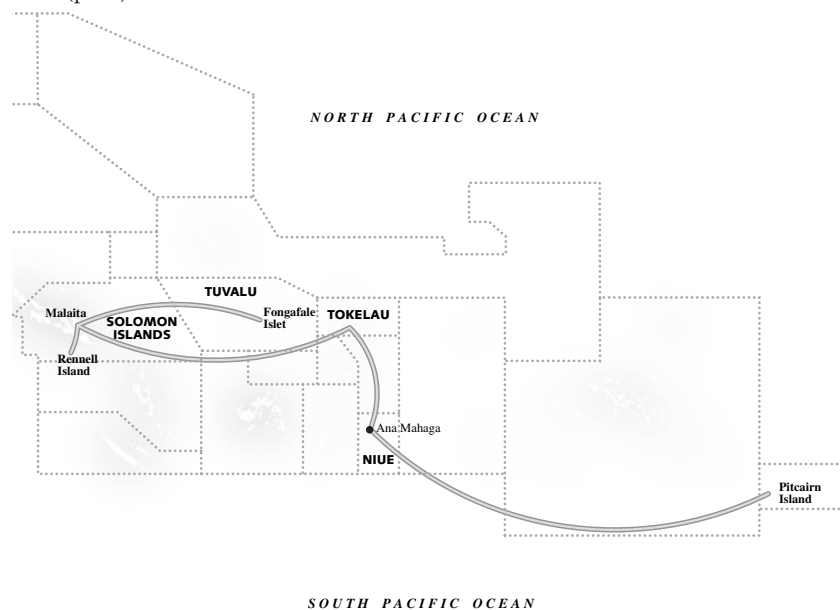 NORTH PACIFIC OCEAN
TUVALU
Malaita
SOLOMON
ISLANDS
Fongafale
Islet
TOKELAU
Rennell
Island
Ana Mahaga
NIUE
Pitcairn
Island
SOUTH PACIFIC OCEAN